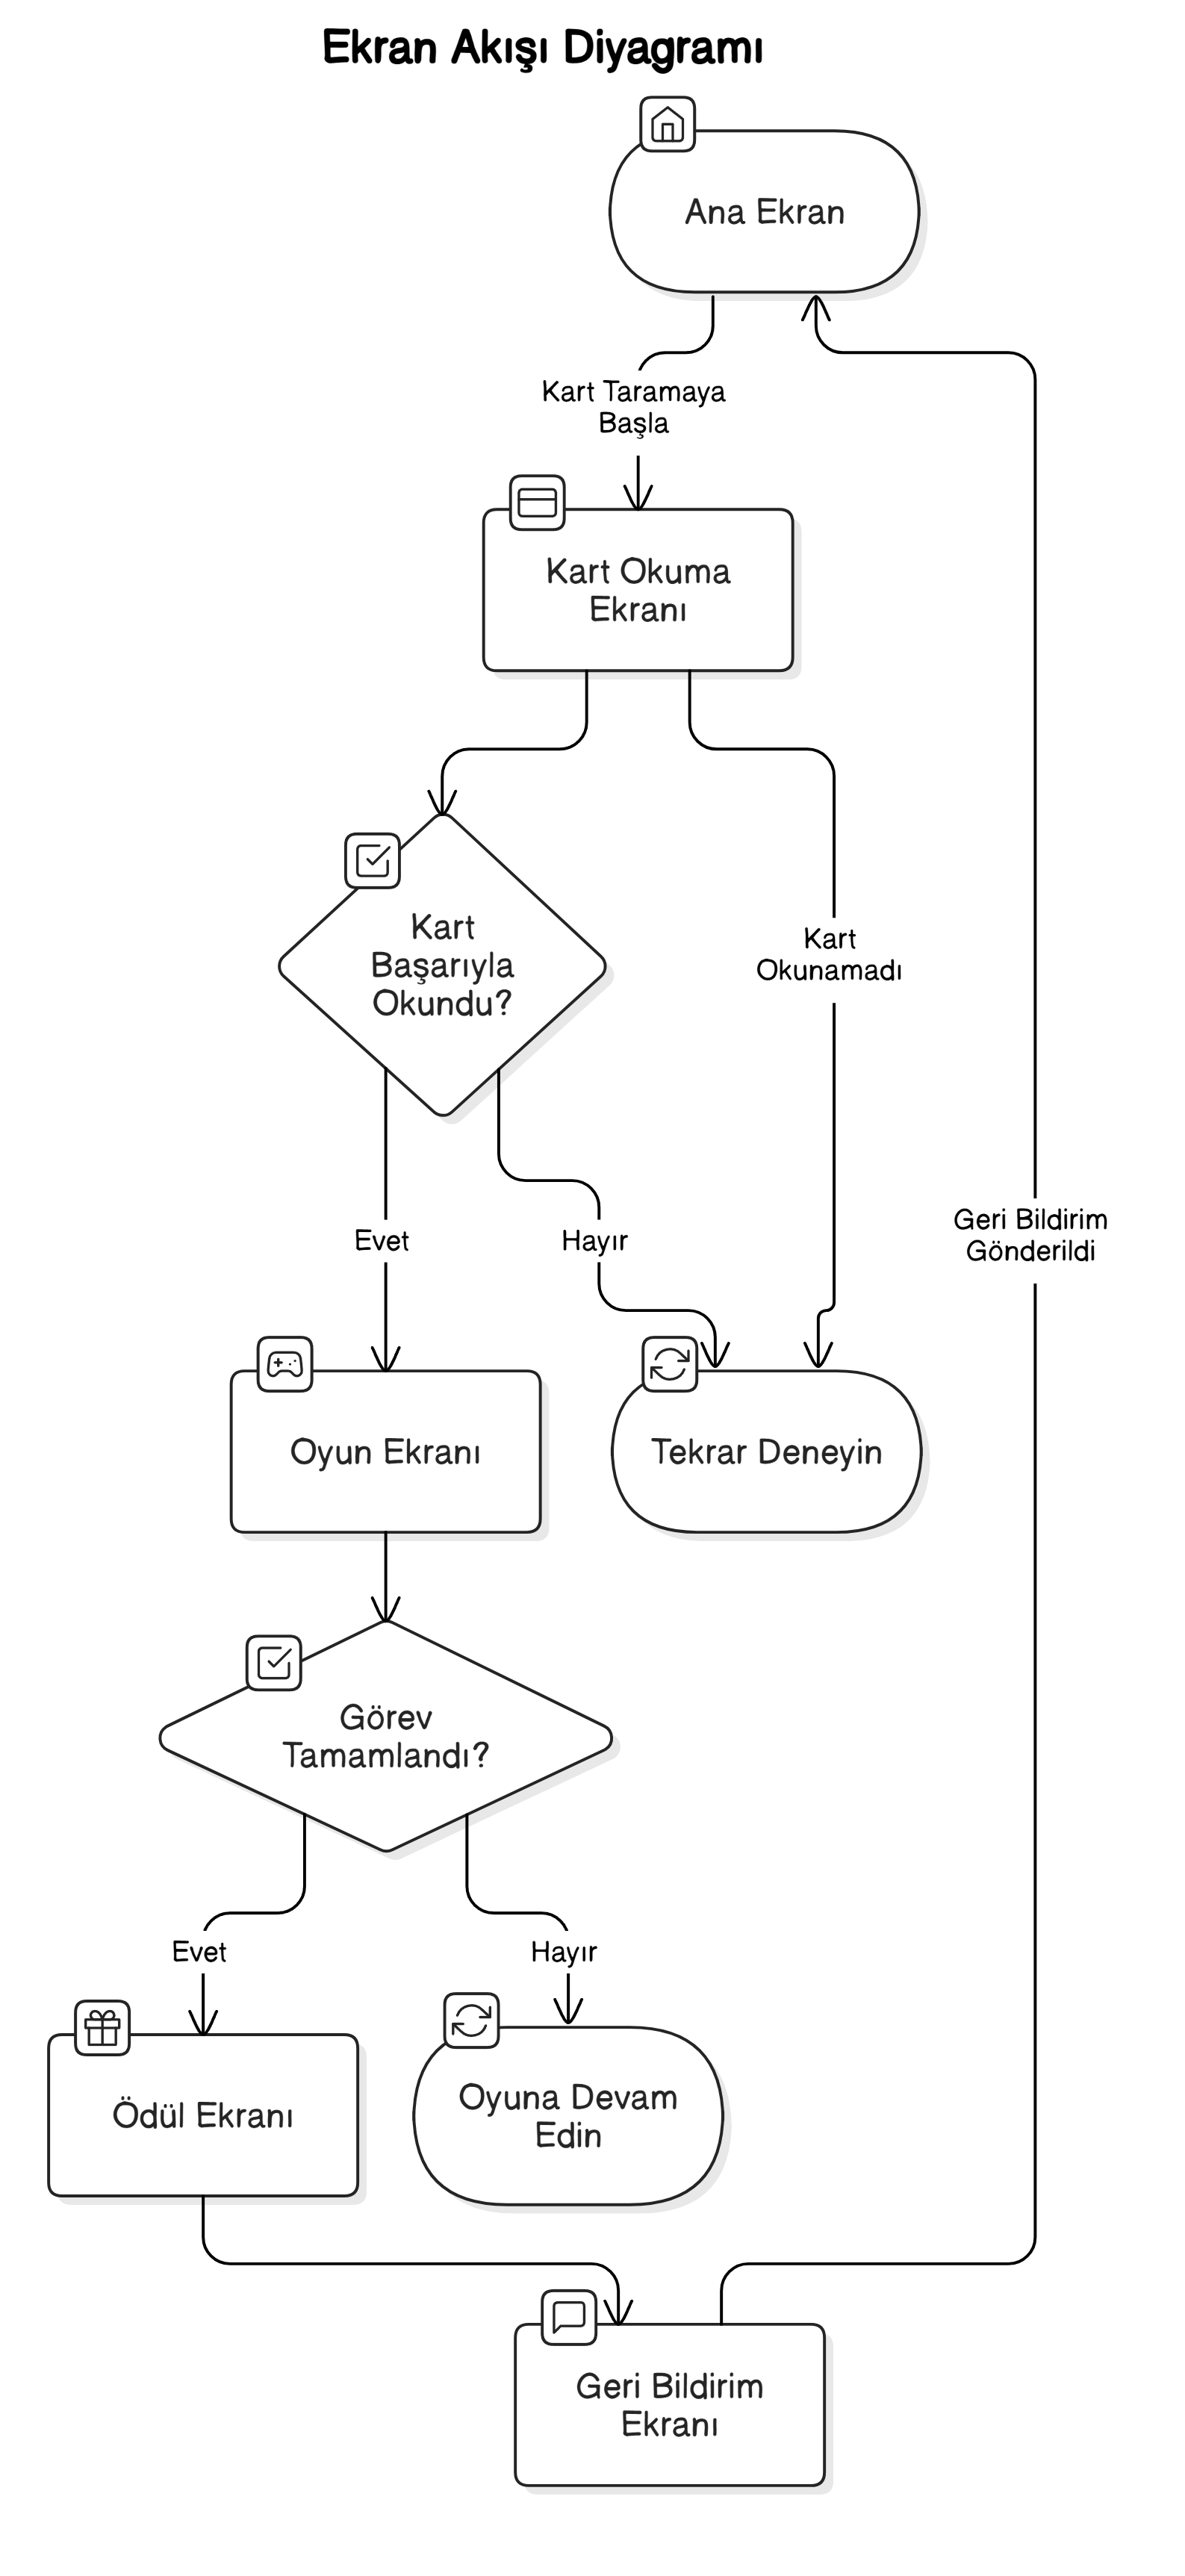 Ekran Akışı Diyagramı
Ana Ekran
Kart Taramaya
Başla
Kart Okuma
Ekranı
Kart
Başarıyla
Okundu?
Kart
Okunamadı
Evet
Hayır
Geri Bildirim
Gönderildi
Oyun Ekranı
Tekrar Deneyin
Görev
Tamamlandı?
Evet
Hayır
Ödül Ekranı
Oyuna Devam
Edin
Geri Bildirim
Ekranı